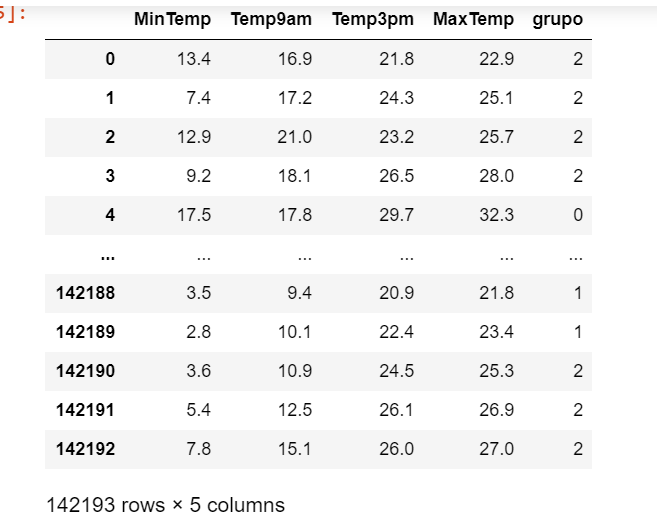 5]:
MinTemp Temp9am Temp3pm MaxTemp grupo
0 13.4 16.9 21.8 22.9 2
1 7.4 17.2 24.3 25.1 2
2 12.9 21.0 23.2 25.7 2
3 9.2 18.1 26.5 28.0 2
4 17.5 17.8 29.7 32.3 0
... ... ... ... ... ...
142188 3.5 9.4 20.9 21.8 1
142189 2.8 10.1 22.4 23.4 1
142190 3.6 10.9 24.5 25.3 2
142191 5.4 12.5 26.1 26.9 2
142192 7.8 15.1 26.0 27.0 2
142193 rows × 5 columns